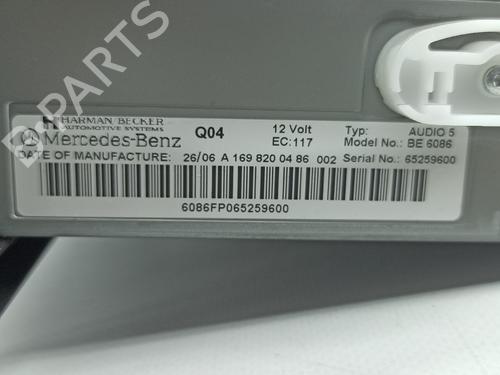 B PARTS
HARMAN/BECKER
AUTOMOTIVE SYSTEMS
Mercedes-Benz Q04 12 Volt Typ: AUDIO 5
EC:117 Model No.: BE 6086
DATE OF MANUFACTURE: 26/06 A 169 820 04 86 002 Serial No.: 65259600
6086FP065259600